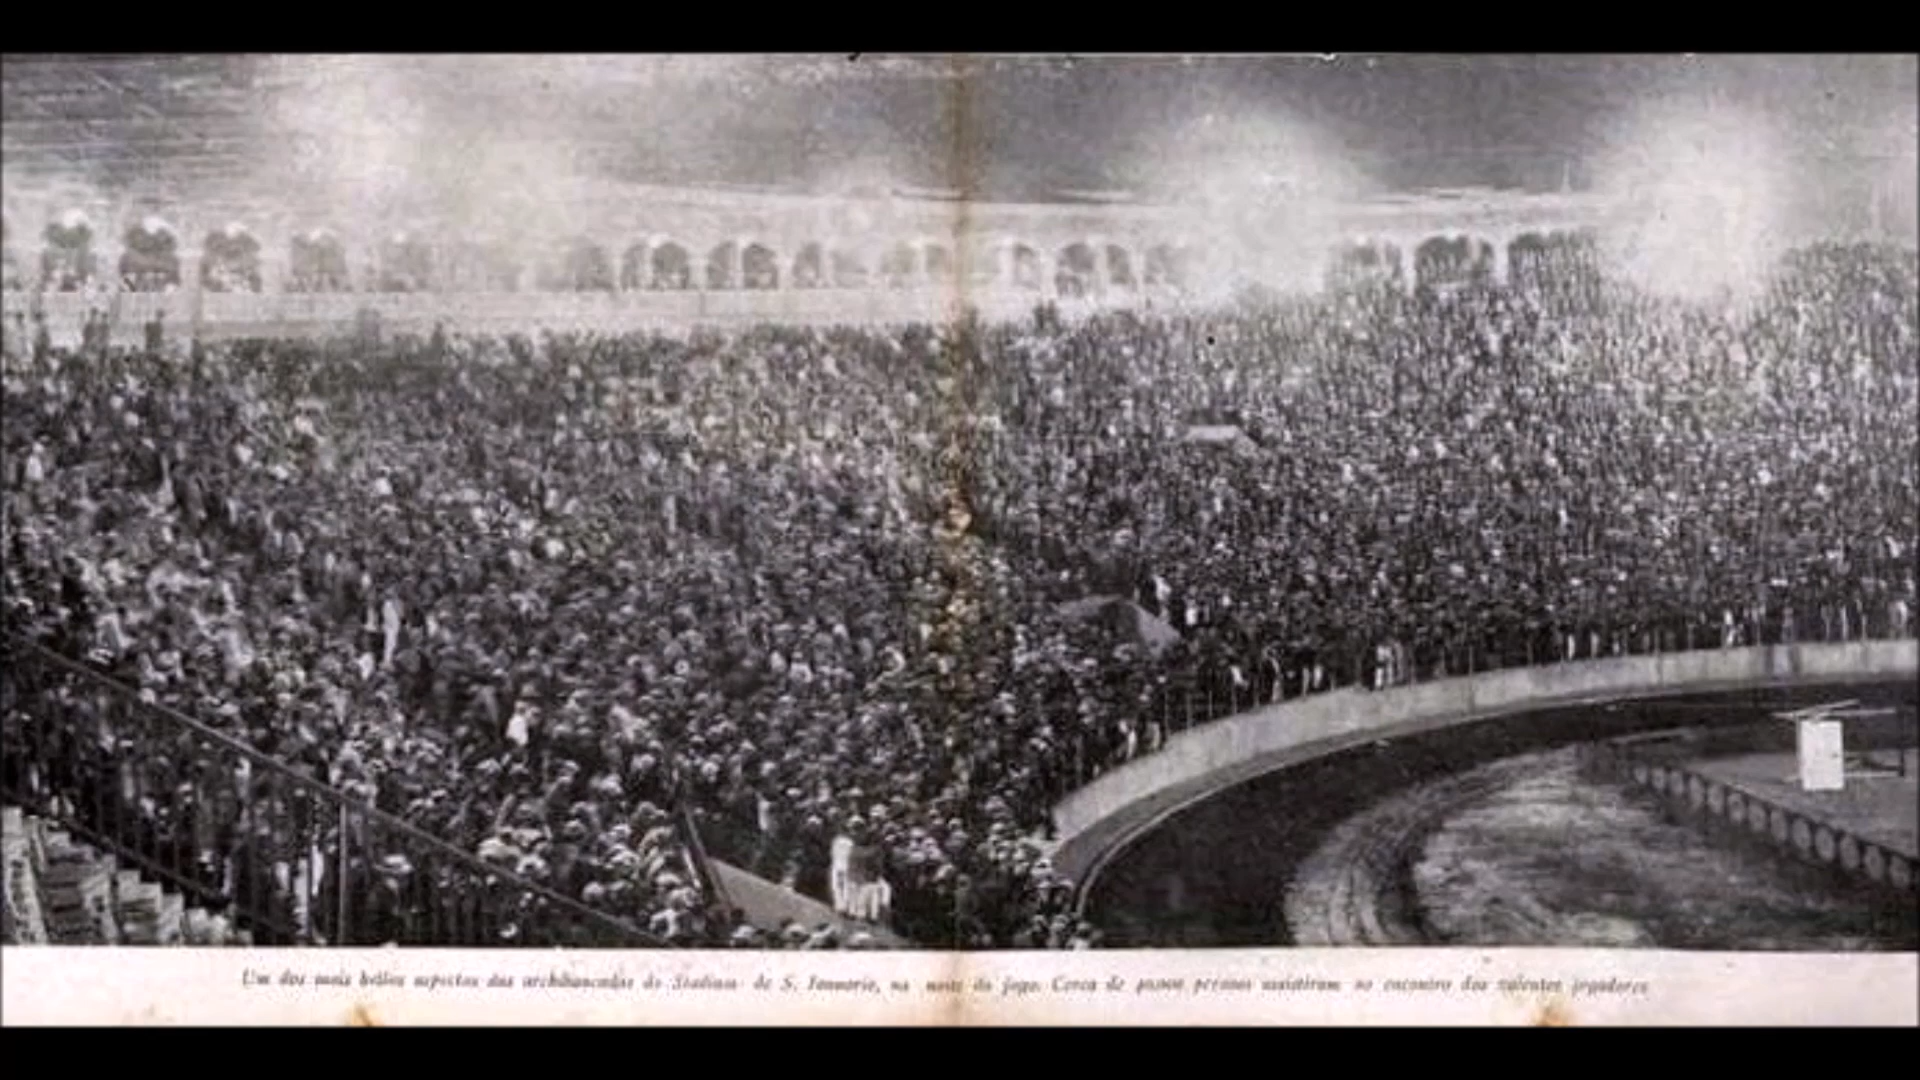 Um dos mais bellos aspectos das archibancadas do Stadium de S. Januario, na noite do jogo. Cerca de pessoas assistiram ao encontro dos valentes jogadores